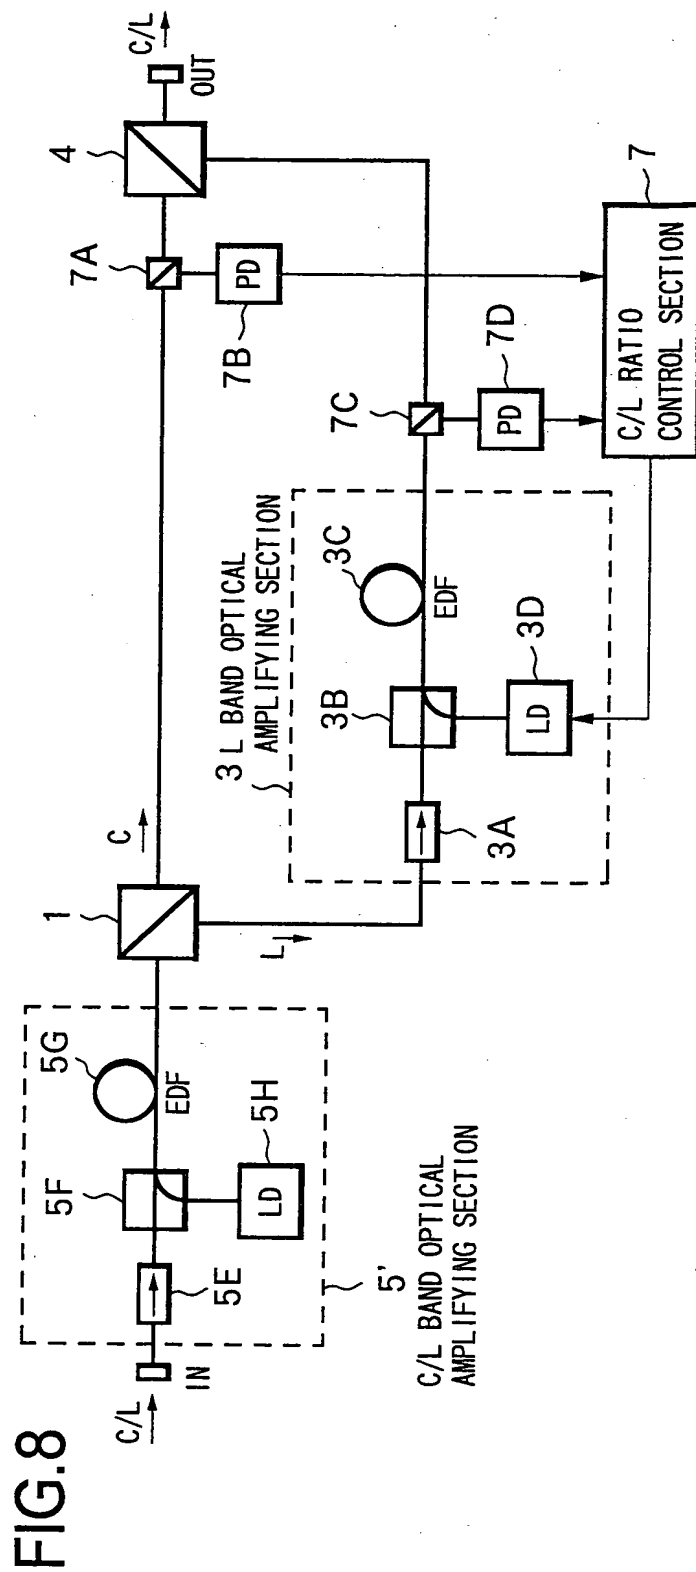 FIG.8
C/L
IN
5E
5F
LD
5H
5G
EDF
5'
C/L BAND OPTICAL
AMPLIFYING SECTION
1
C
L
3 L BAND OPTICAL
AMPLIFYING SECTION
3A
3B
LD
3D
3C
EDF
7A
PD
7B
7C
PD
7D
4
C/L
OUT
7
C/L RATIO
CONTROL SECTION